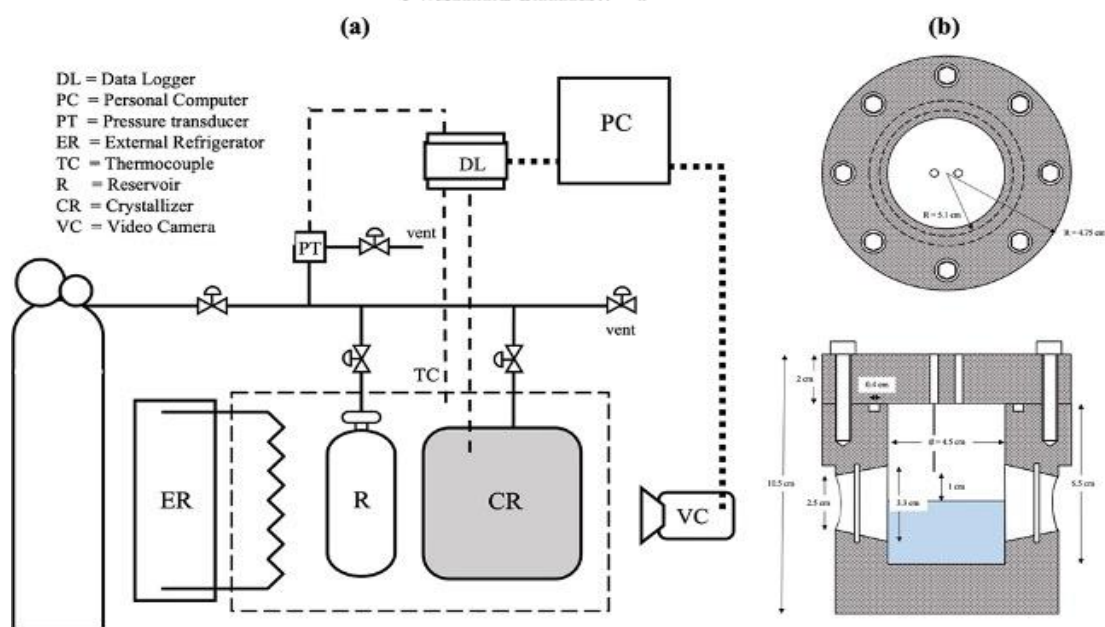 (a)
DL = Data Logger
PC = Personal Computer
PT = Pressure transducer
ER = External Refrigerator
TC = Thermocouple
R = Reservoir
CR = Crystallizer
VC = Video Camera
PC
DL
PT
vent
vent
TC
ER
R
CR
VC
(b)
R = 5.1 cm
R = 4.75 cm
2 cm
0.4 cm
ø = 4.5 cm
10.5 cm
2.5 cm
3.3 cm
1 cm
6.5 cm